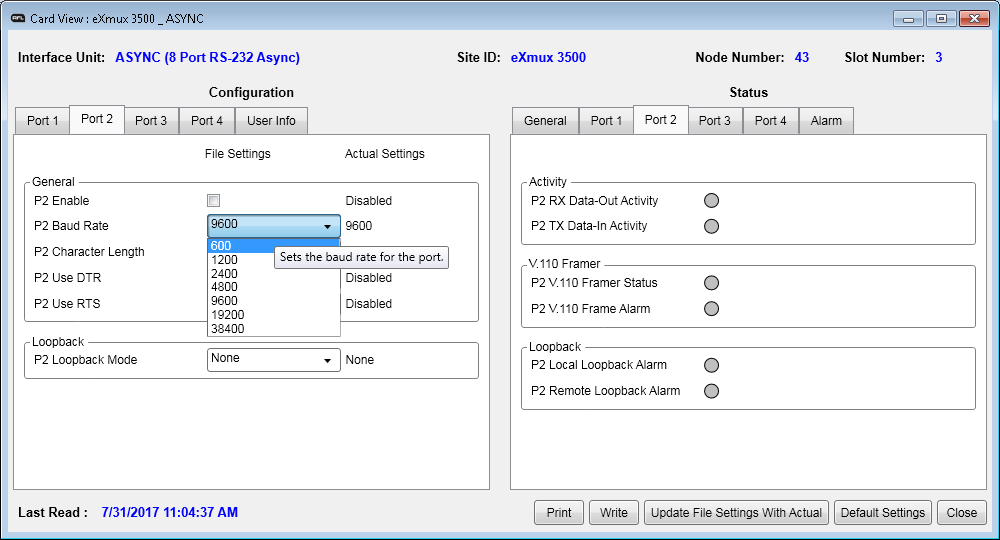 AFL Card View : eXmux 3500 _ ASYNC
Interface Unit: ASYNC (8 Port RS-232 Async) Site ID: eXmux 3500 Node Number: 43 Slot Number: 3
Configuration
Port 1 Port 2 Port 3 Port 4 User Info
File Settings Actual Settings
General
P2 Enable Disabled
P2 Baud Rate 9600 9600
P2 Character Length
P2 Use DTR Disabled
P2 Use RTS Disabled
600
1200
2400
4800
9600
19200
38400
Sets the baud rate for the port.
Loopback
P2 Loopback Mode None None
Status
General Port 1 Port 2 Port 3 Port 4 Alarm
Activity
P2 RX Data-Out Activity
P2 TX Data-In Activity
V.110 Framer
P2 V.110 Framer Status
P2 V.110 Frame Alarm
Loopback
P2 Local Loopback Alarm
P2 Remote Loopback Alarm
Last Read : 7/31/2017 11:04:37 AM
Print Write Update File Settings With Actual Default Settings Close